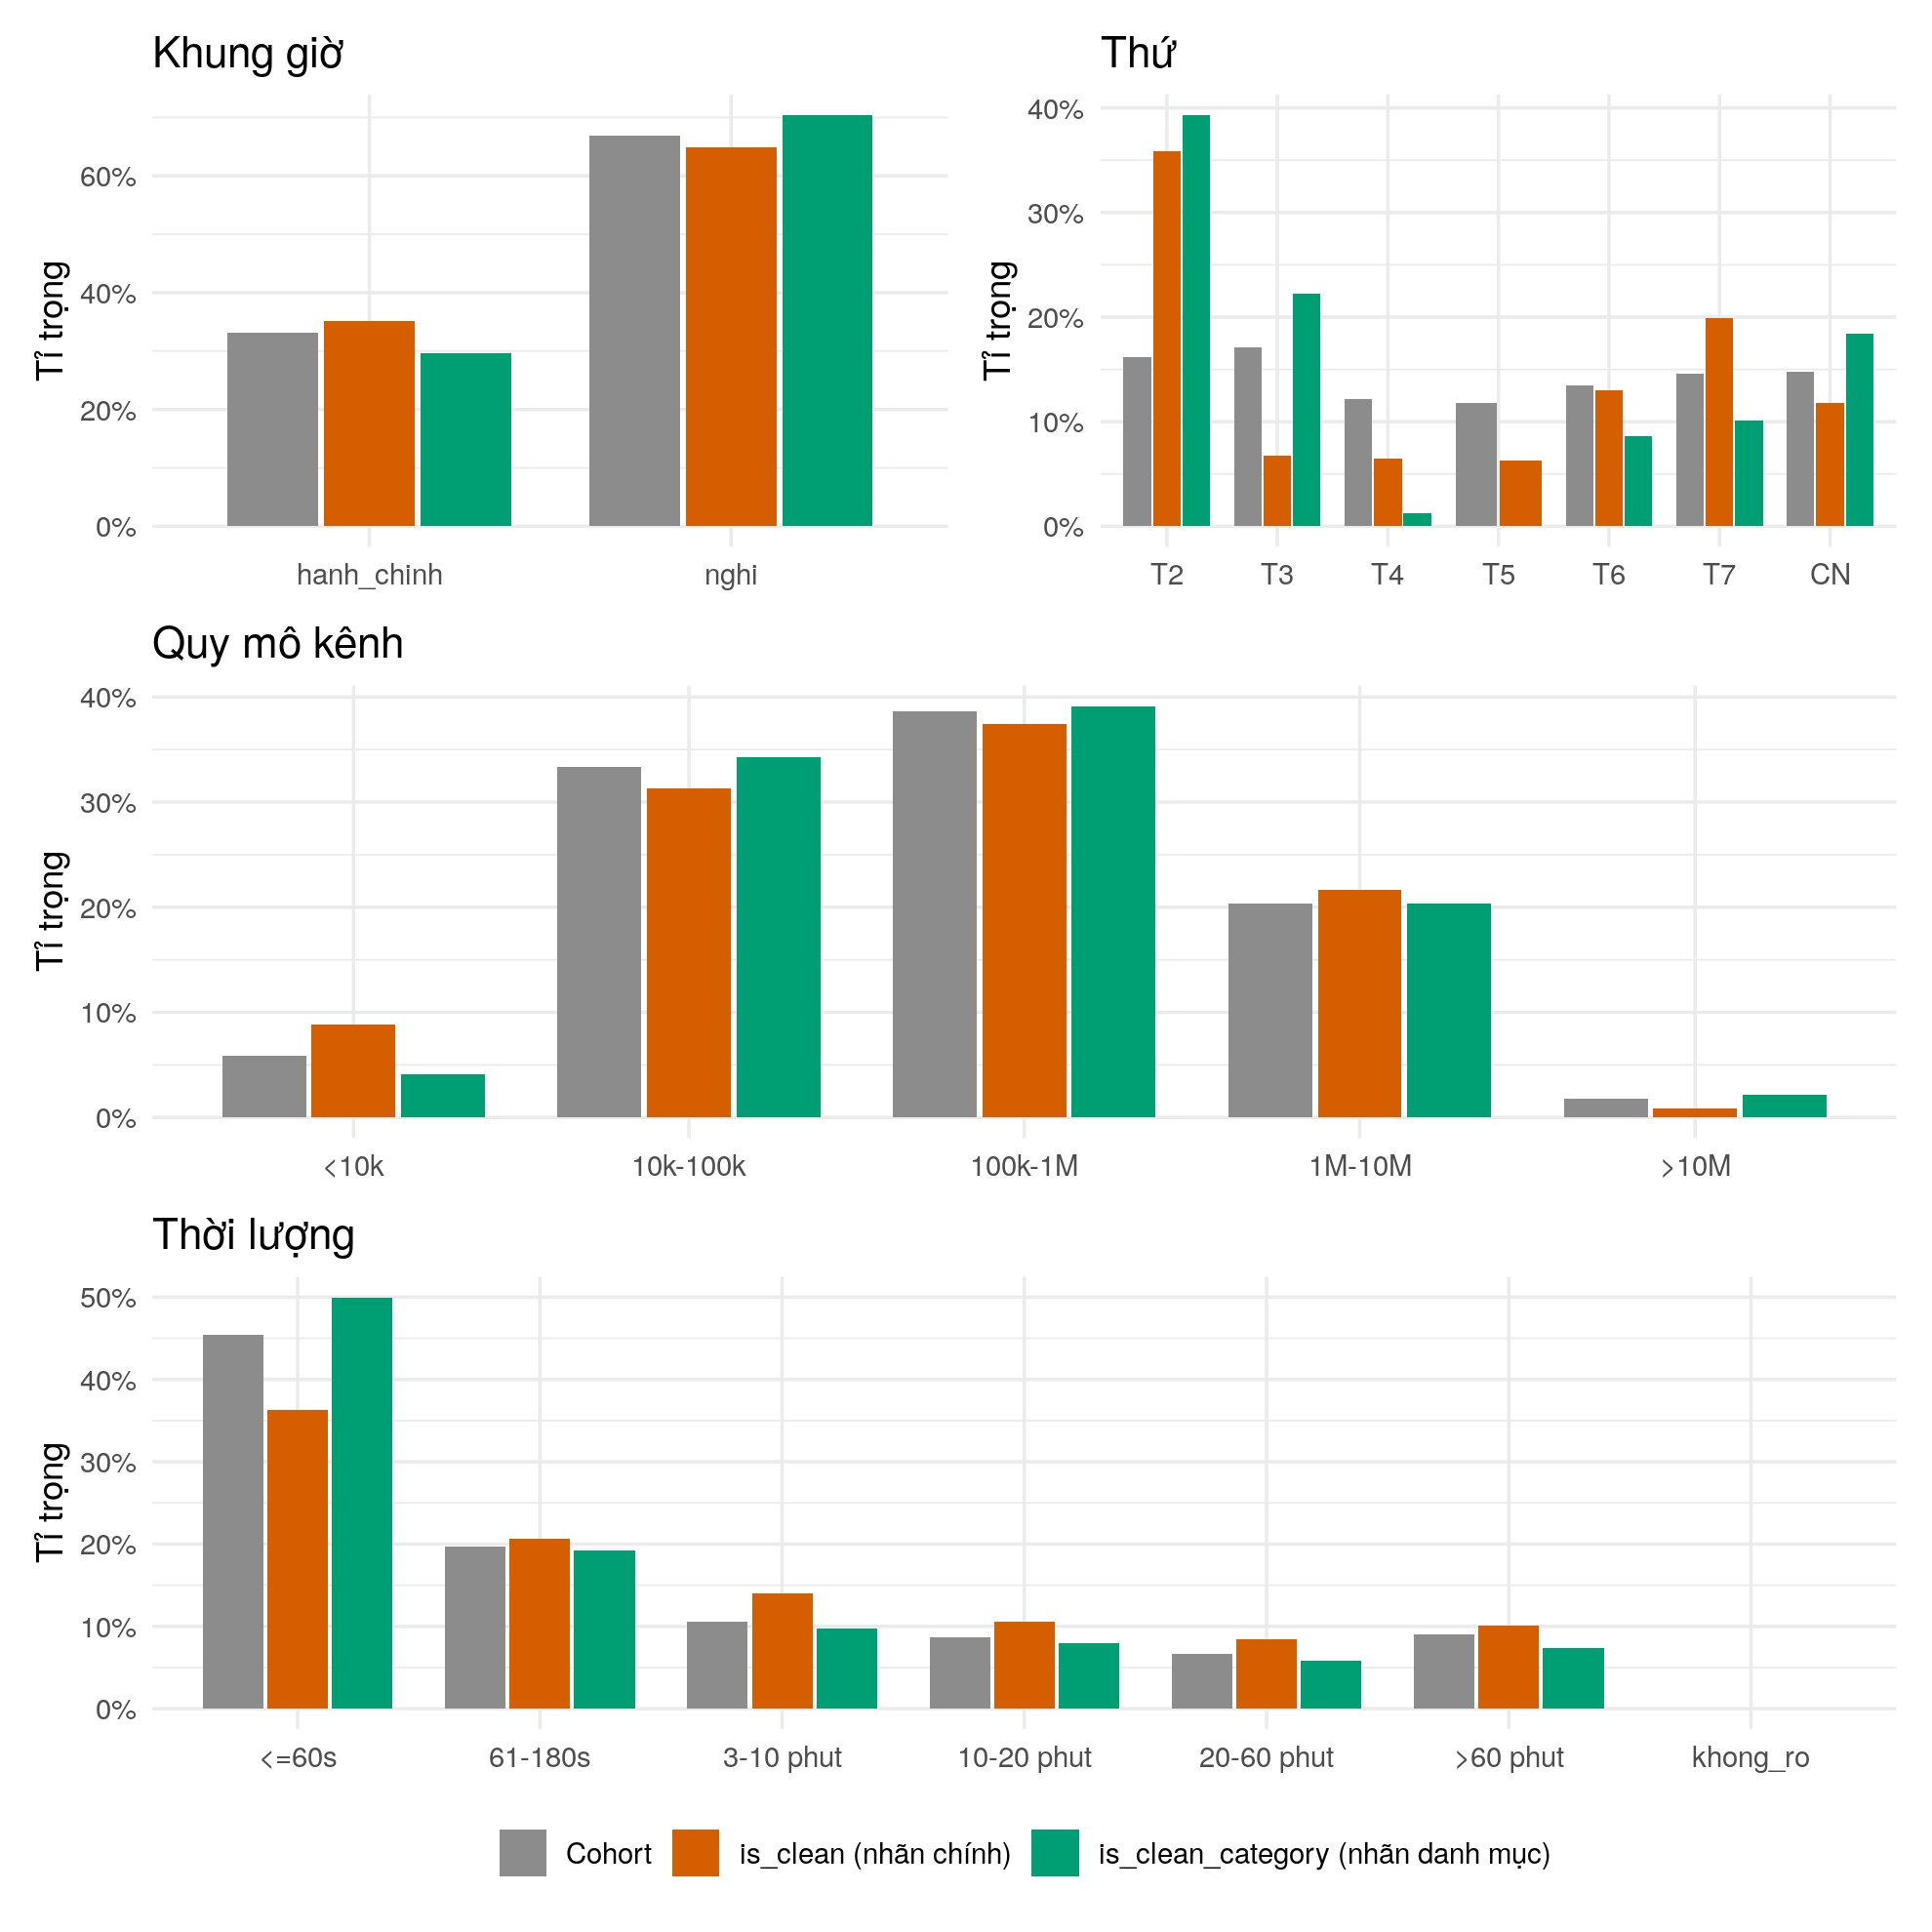 Khung giờ
Tỉ trọng
60%
40%
20%
0%
hanh_chinh nghi
Thứ
Tỉ trọng
40%
30%
20%
10%
0%
T2 T3 T4 T5 T6 T7 CN
Quy mô kênh
Tỉ trọng
40%
30%
20%
10%
0%
<10k 10k-100k 100k-1M 1M-10M >10M
Thời lượng
Tỉ trọng
50%
40%
30%
20%
10%
0%
<=60s 61-180s 3-10 phut 10-20 phut 20-60 phut >60 phut khong_ro
Cohort is_clean (nhãn chính) is_clean_category (nhãn danh mục)